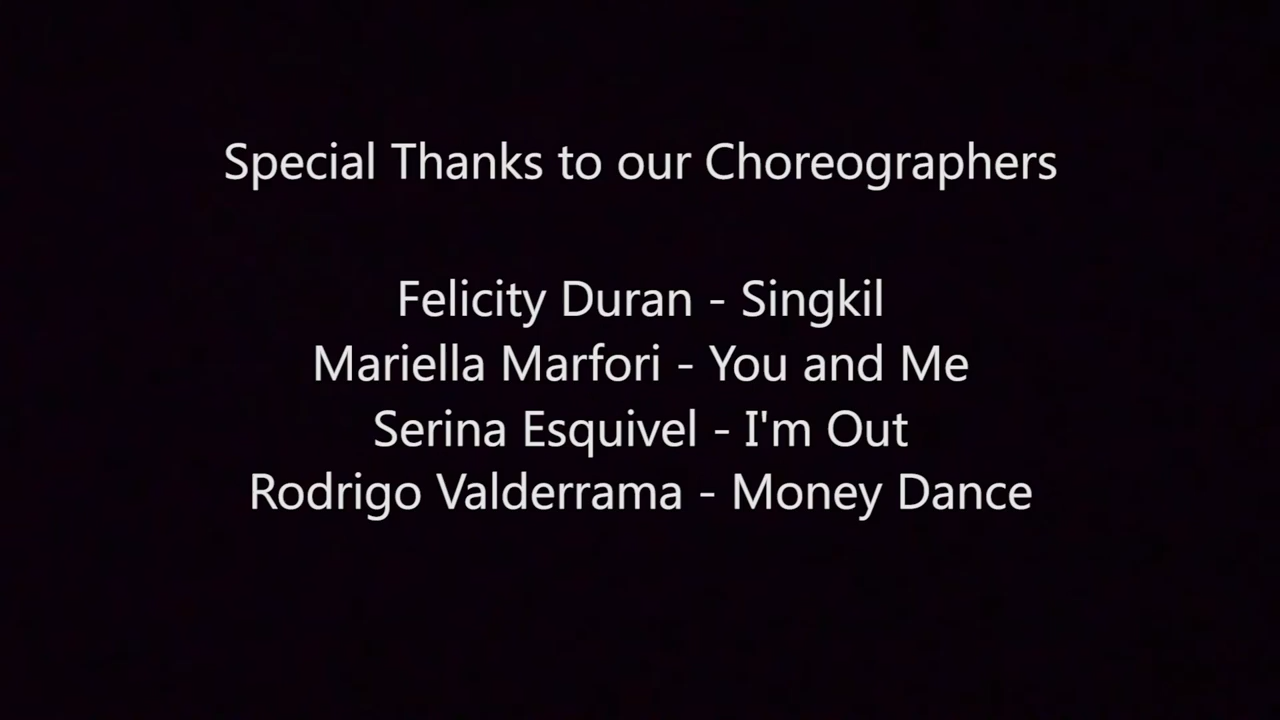 Special Thanks to our Choreographers
Felicity Duran - Singkil
Mariella Marfori - You and Me
Serina Esquivel - I'm Out
Rodrigo Valderrama - Money Dance